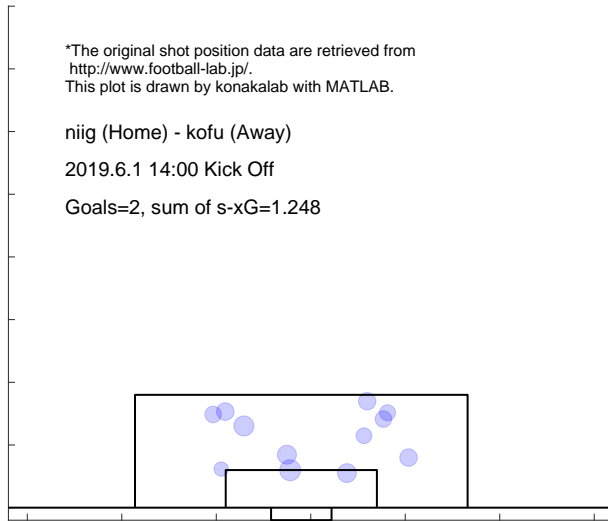 *The original shot position data are retrieved from
http://www.football-lab.jp/.
This plot is drawn by konakalab with MATLAB.
niig (Home) - kofu (Away)
2019.6.1 14:00 Kick Off
Goals=2, sum of s-xG=1.248